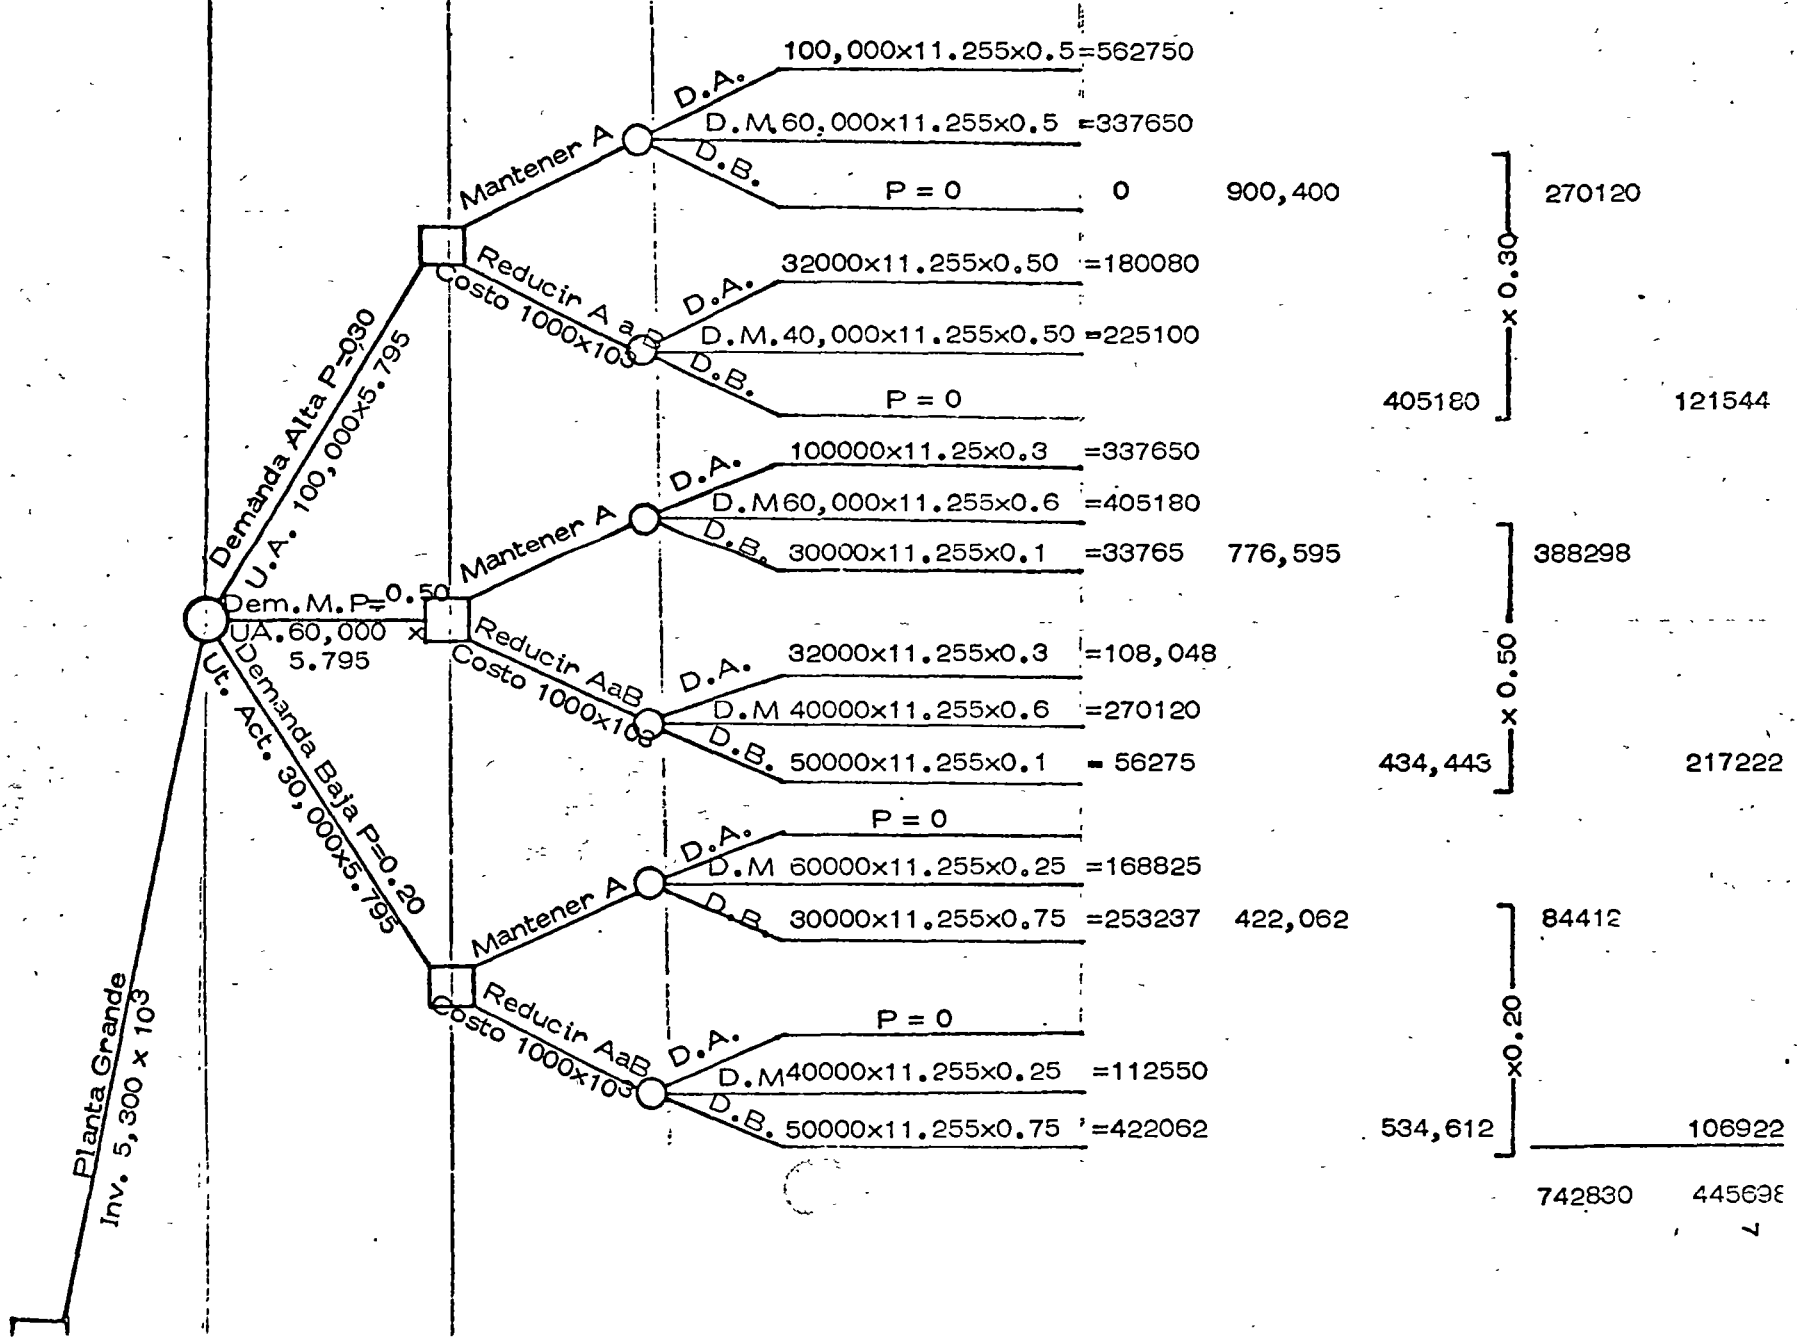 100,000x11.255x0.5=562750
D.A.
D.M.60,000x11.255x0.5 =337650
Mantener A
D.B.
P = 0 0 900,400 270120
Reducir A a B
Costo 1000x103
32000x11.255x0.50 =180080
D.A.
x 0.30
D.M.40,000x11.255x0.50 =225100
D.B.
P = 0 405180 121544
Demanda Alta P=030
U.A. 100,000x5.795
100000x11.25x0.3 =337650
D.A.
D.M60,000x11.255x0.6 =405180
Mantener A
D.B. 30000x11.255x0.1 =33765 776,595 388298
Dem.M.P=0.50
UA.60,000 x
5.795
Reducir AaB
Costo 1000x103
32000x11.255x0.3 =108,048
D.A.
x 0.50
D.M 40000x11.255x0.6 =270120
D.B. 50000x11.255x0.1 = 56275 434,443 217222
Demanda Baja P=0.20
Ut. Act. 30,000x5.795
P = 0
D.A.
D.M 60000x11.255x0.25 =168825
Mantener A
D.B. 30000x11.255x0.75 =253237 422,062 84412
Reducir AaB
Costo 1000x103
P = 0
D.A.
x0.20
D.M40000x11.255x0.25 =112550
D.B. 50000x11.255x0.75 =422062 534,612 106922
Planta Grande
Inv. 5,300 x 103
742830 445698
7